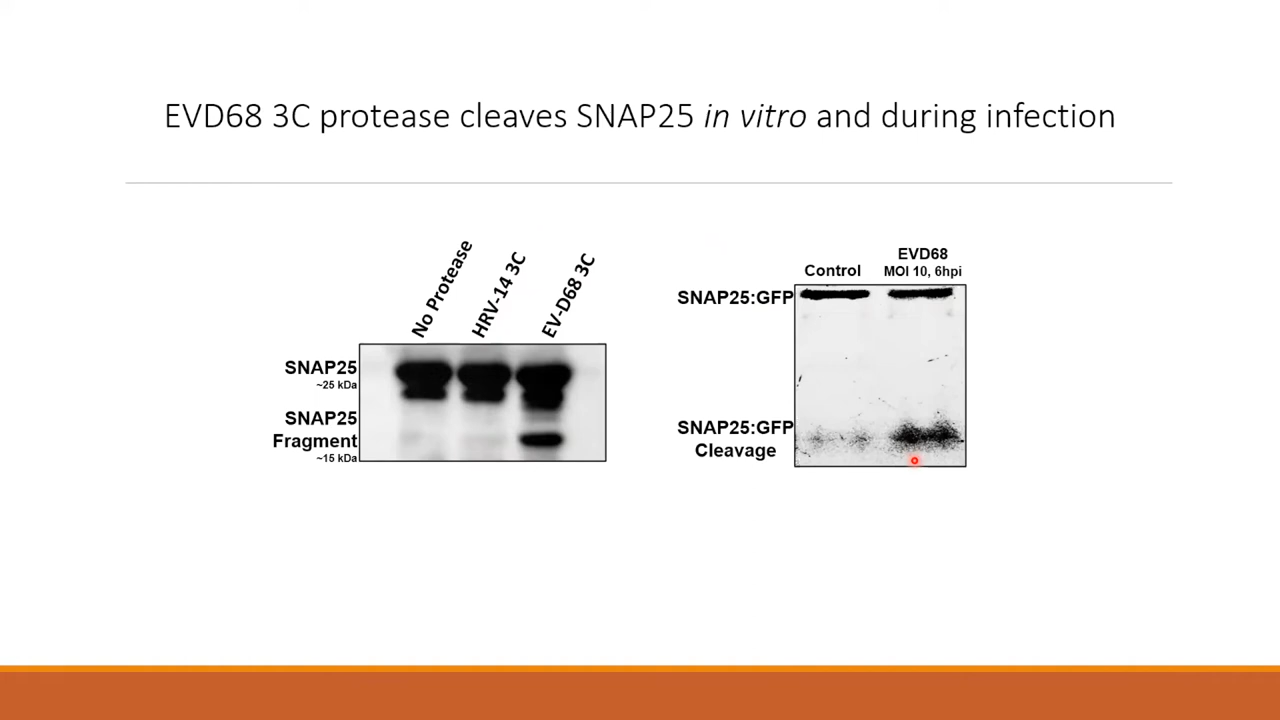 EVD68 3C protease cleaves SNAP25 in vitro and during infection
No Protease
HRV-14 3C
EV-D68 3C
SNAP25
~25 kDa
SNAP25
Fragment
~15 kDa
Control
EVD68
MOI 10, 6hpi
SNAP25:GFP
SNAP25:GFP
Cleavage